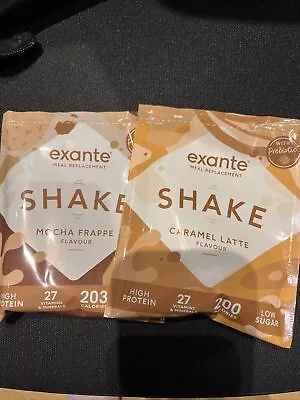 exante®
MEAL REPLACEMENT
SHAKE
MOCHA FRAPPE
FLAVOUR
HIGH
PROTEIN
27
VITAMINS
& MINERALS
203
CALORIES
WITH
Prebiotics
exante®
MEAL REPLACEMENT
SHAKE
CARAMEL LATTE
FLAVOUR
HIGH
PROTEIN
27
VITAMINS
& MINERALS
200
CALORIES
LOW
SUGAR